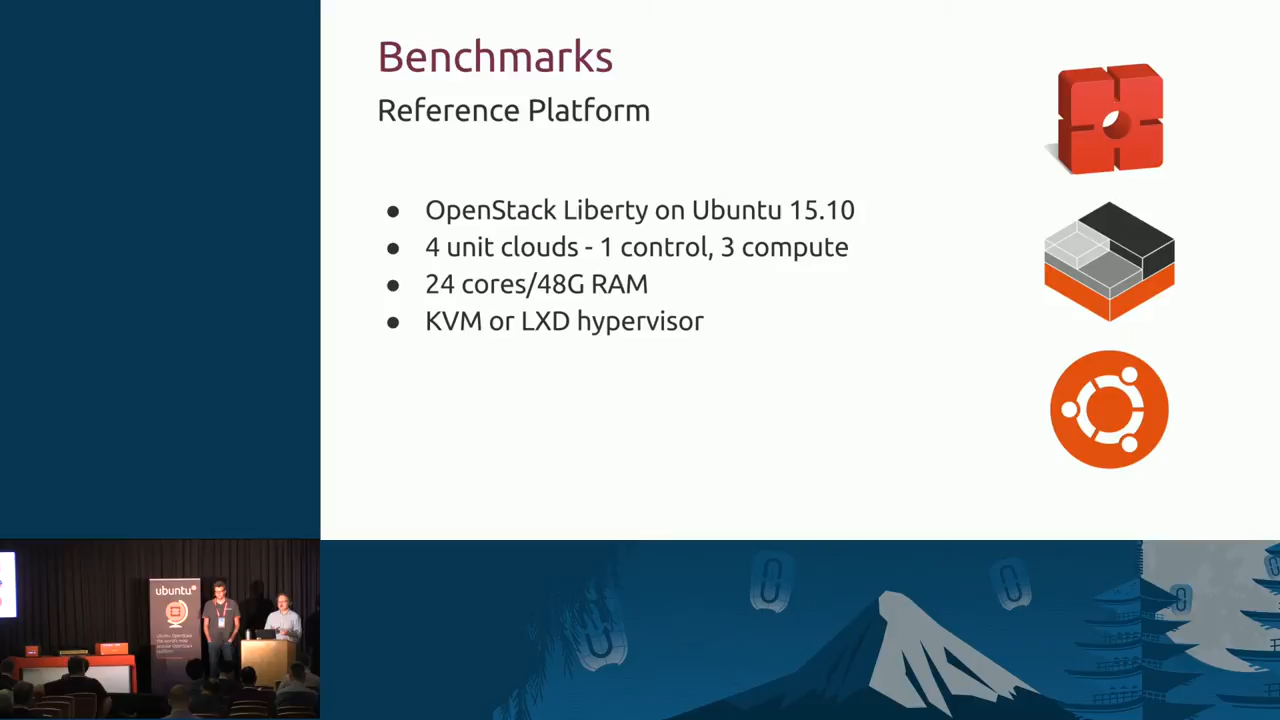 Benchmarks
Reference Platform
● OpenStack Liberty on Ubuntu 15.10
● 4 unit clouds - 1 control, 3 compute
● 24 cores/48G RAM
● KVM or LXD hypervisor
ubuntu